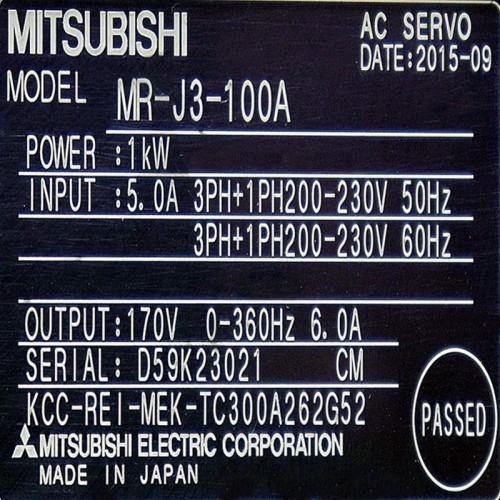 MITSUBISHI
AC SERVO
DATE:2015-09
MODEL MR-J3-100A
POWER :1kW
INPUT :5.0A 3PH+1PH200-230V 50Hz
3PH+1PH200-230V 60Hz
OUTPUT:170V 0-360Hz 6.0A
SERIAL: D59K23021 CM
KCC-REI-MEK-TC300A262G52
PASSED
MITSUBISHI ELECTRIC CORPORATION
MADE IN JAPAN